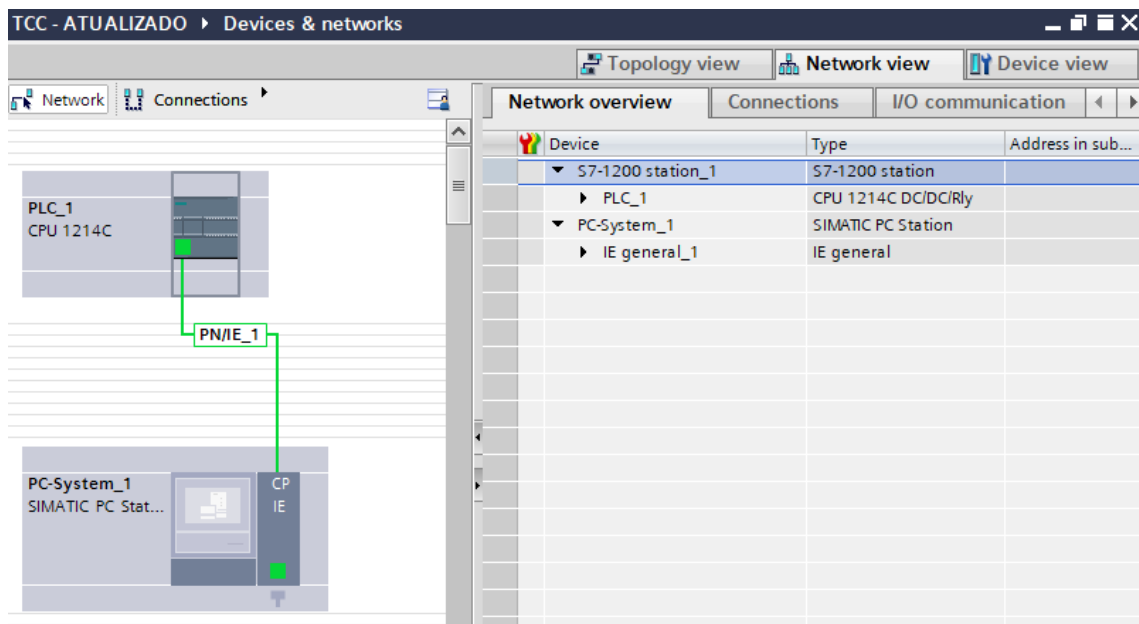 TCC - ATUALIZADO ▸ Devices & networks
Topology view Network view Device view
Network Connections
Network overview Connections I/O communication
Device Type Address in sub...
S7-1200 station_1 S7-1200 station
PLC_1 CPU 1214C DC/DC/Rly
PC-System_1 SIMATIC PC Station
IE general_1 IE general
PLC_1
CPU 1214C
PN/IE_1
PC-System_1
SIMATIC PC Stat...
CP
IE